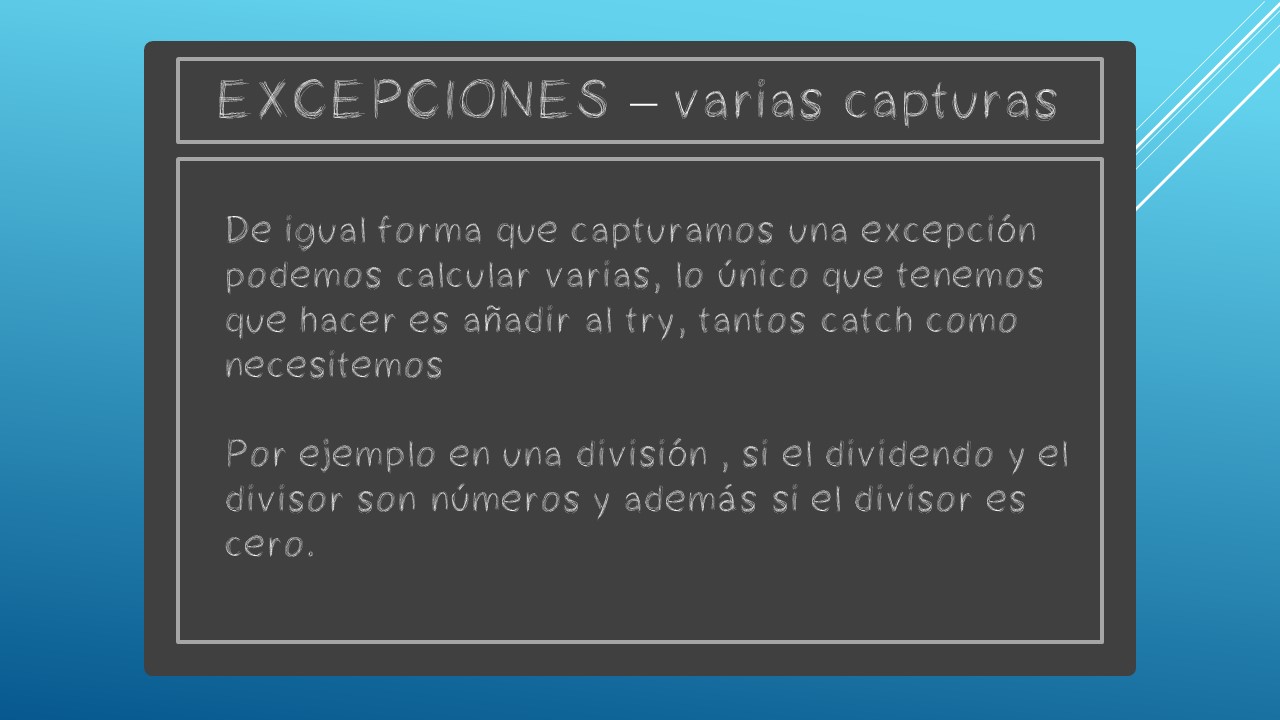 EXCEPCIONES – varias capturas
De igual forma que capturamos una excepción
podemos calcular varias, lo único que tenemos
que hacer es añadir al try, tantos catch como
necesitemos
Por ejemplo en una división , si el dividendo y el
divisor son números y además si el divisor es
cero.